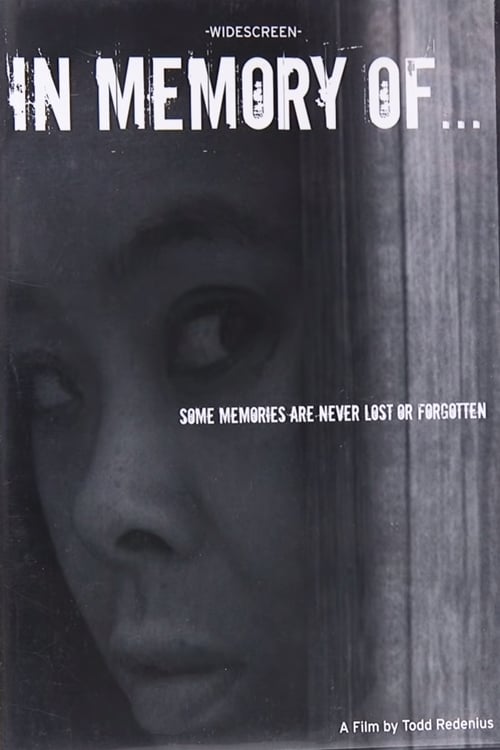 -WIDESCREEN-
IN MEMORY OF...
SOME MEMORIES ARE NEVER LOST OR FORGOTTEN
A Film by Todd Redenius